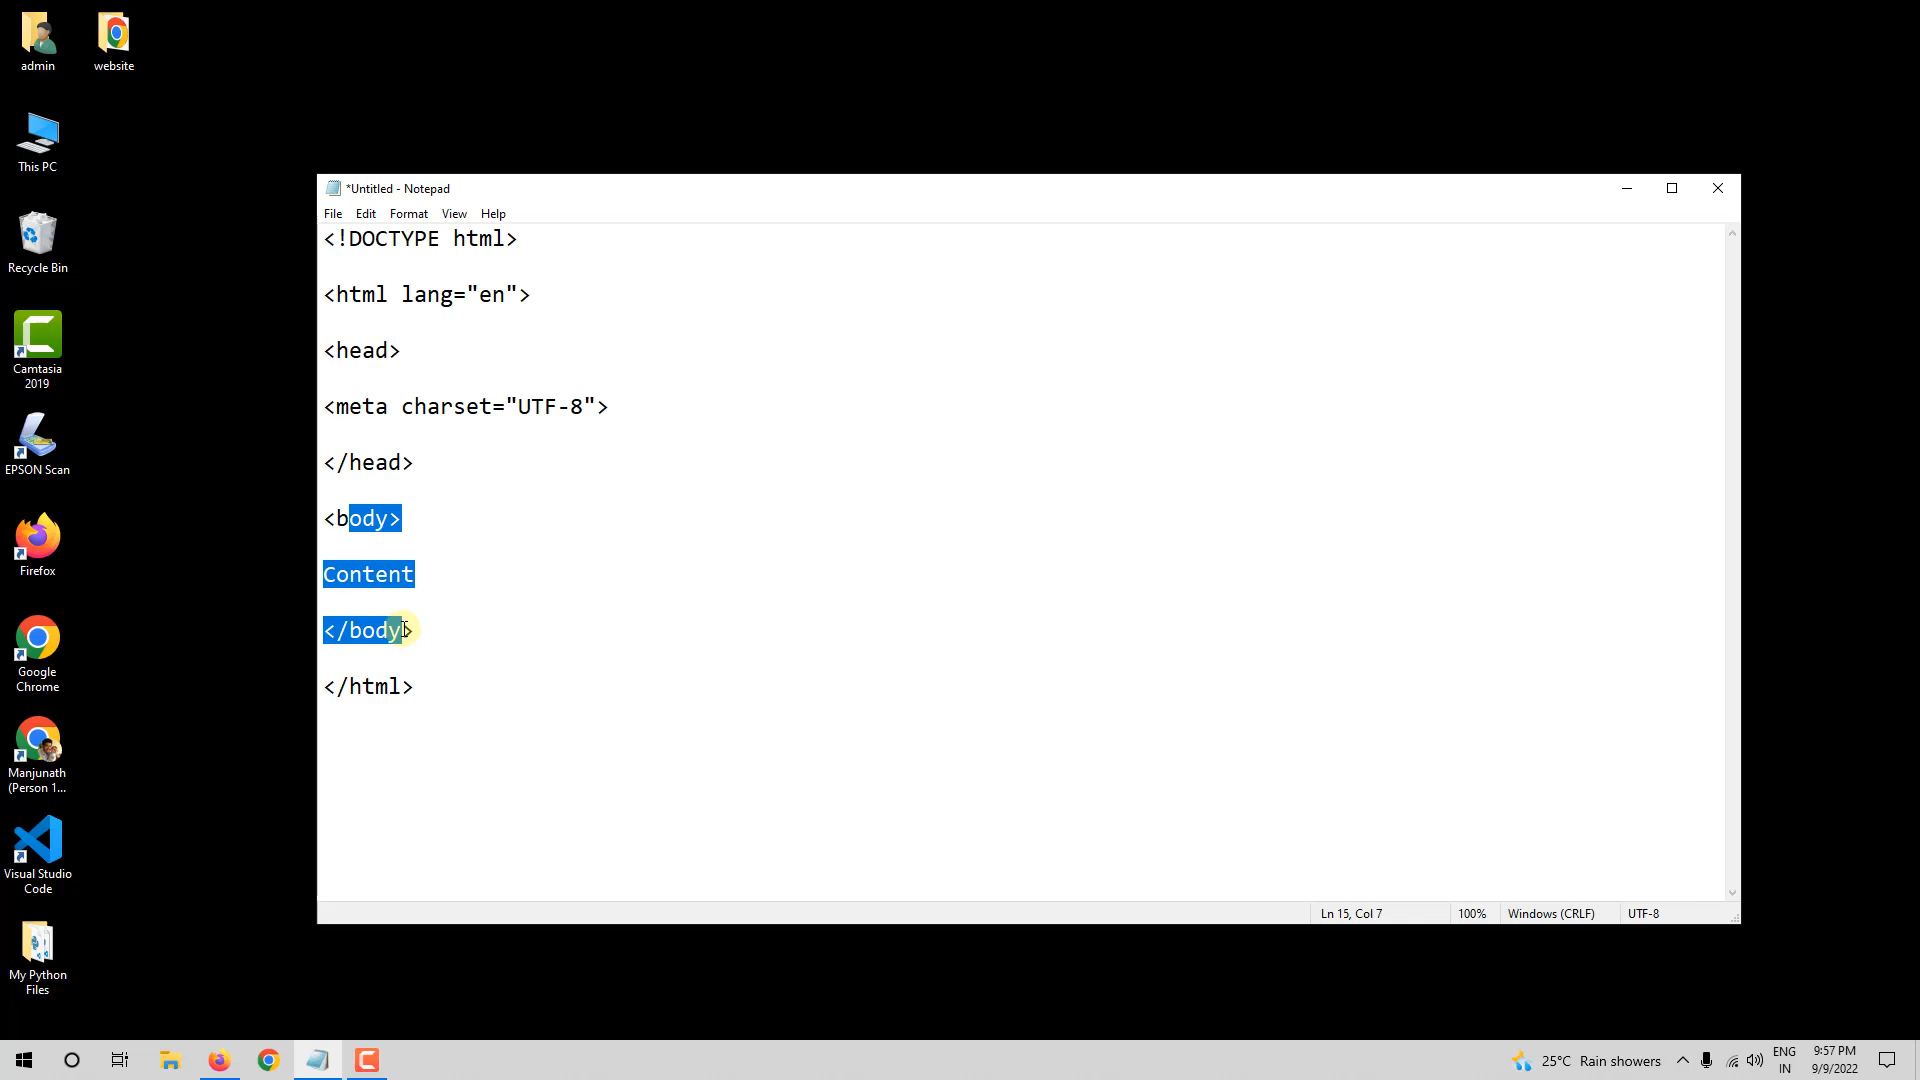 admin
website
This PC
Recycle Bin
Camtasia
2019
EPSON Scan
Firefox
Google
Chrome
Manjunath
(Person 1...
Visual Studio
Code
My Python
Files
*Untitled - Notepad
File Edit Format View Help
<!DOCTYPE html>
<html lang="en">
<head>
<meta charset="UTF-8">
</head>
<body>
Content
</body>
</html>
Ln 15, Col 7 100% Windows (CRLF) UTF-8
25°C Rain showers
ENG
IN
9:57 PM
9/9/2022